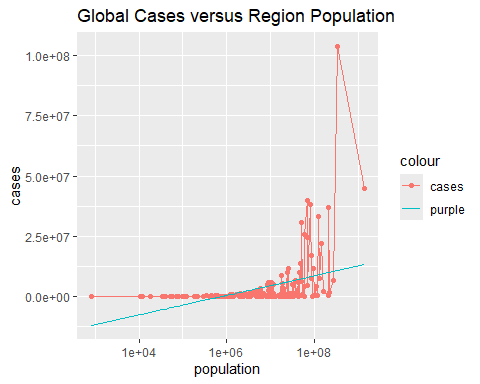 Global Cases versus Region Population
1.0e+08
7.5e+07
5.0e+07
2.5e+07
0.0e+00
cases
1e+04
1e+06
1e+08
population
colour
cases
purple